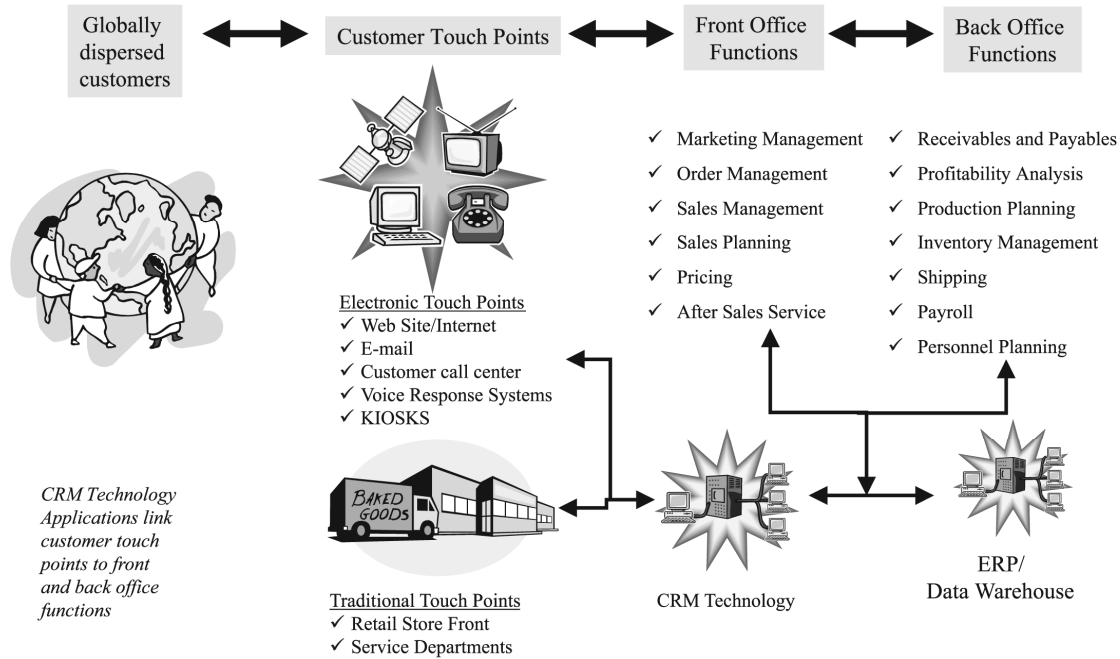 Globally
dispersed
customers
Customer Touch Points
Front Office
Functions
Back Office
Functions
Marketing Management
Order Management
Sales Management
Sales Planning
Pricing
After Sales Service
Receivables and Payables
Profitability Analysis
Production Planning
Inventory Management
Shipping
Payroll
Personnel Planning
Electronic Touch Points
Web Site/Internet
E-mail
Customer call center
Voice Response Systems
KIOSKS
BAKED
GOODS
CRM Technology
Applications link
customer touch
points to front
and back office
functions
Traditional Touch Points
Retail Store Front
Service Departments
CRM Technology
ERP/
Data Warehouse